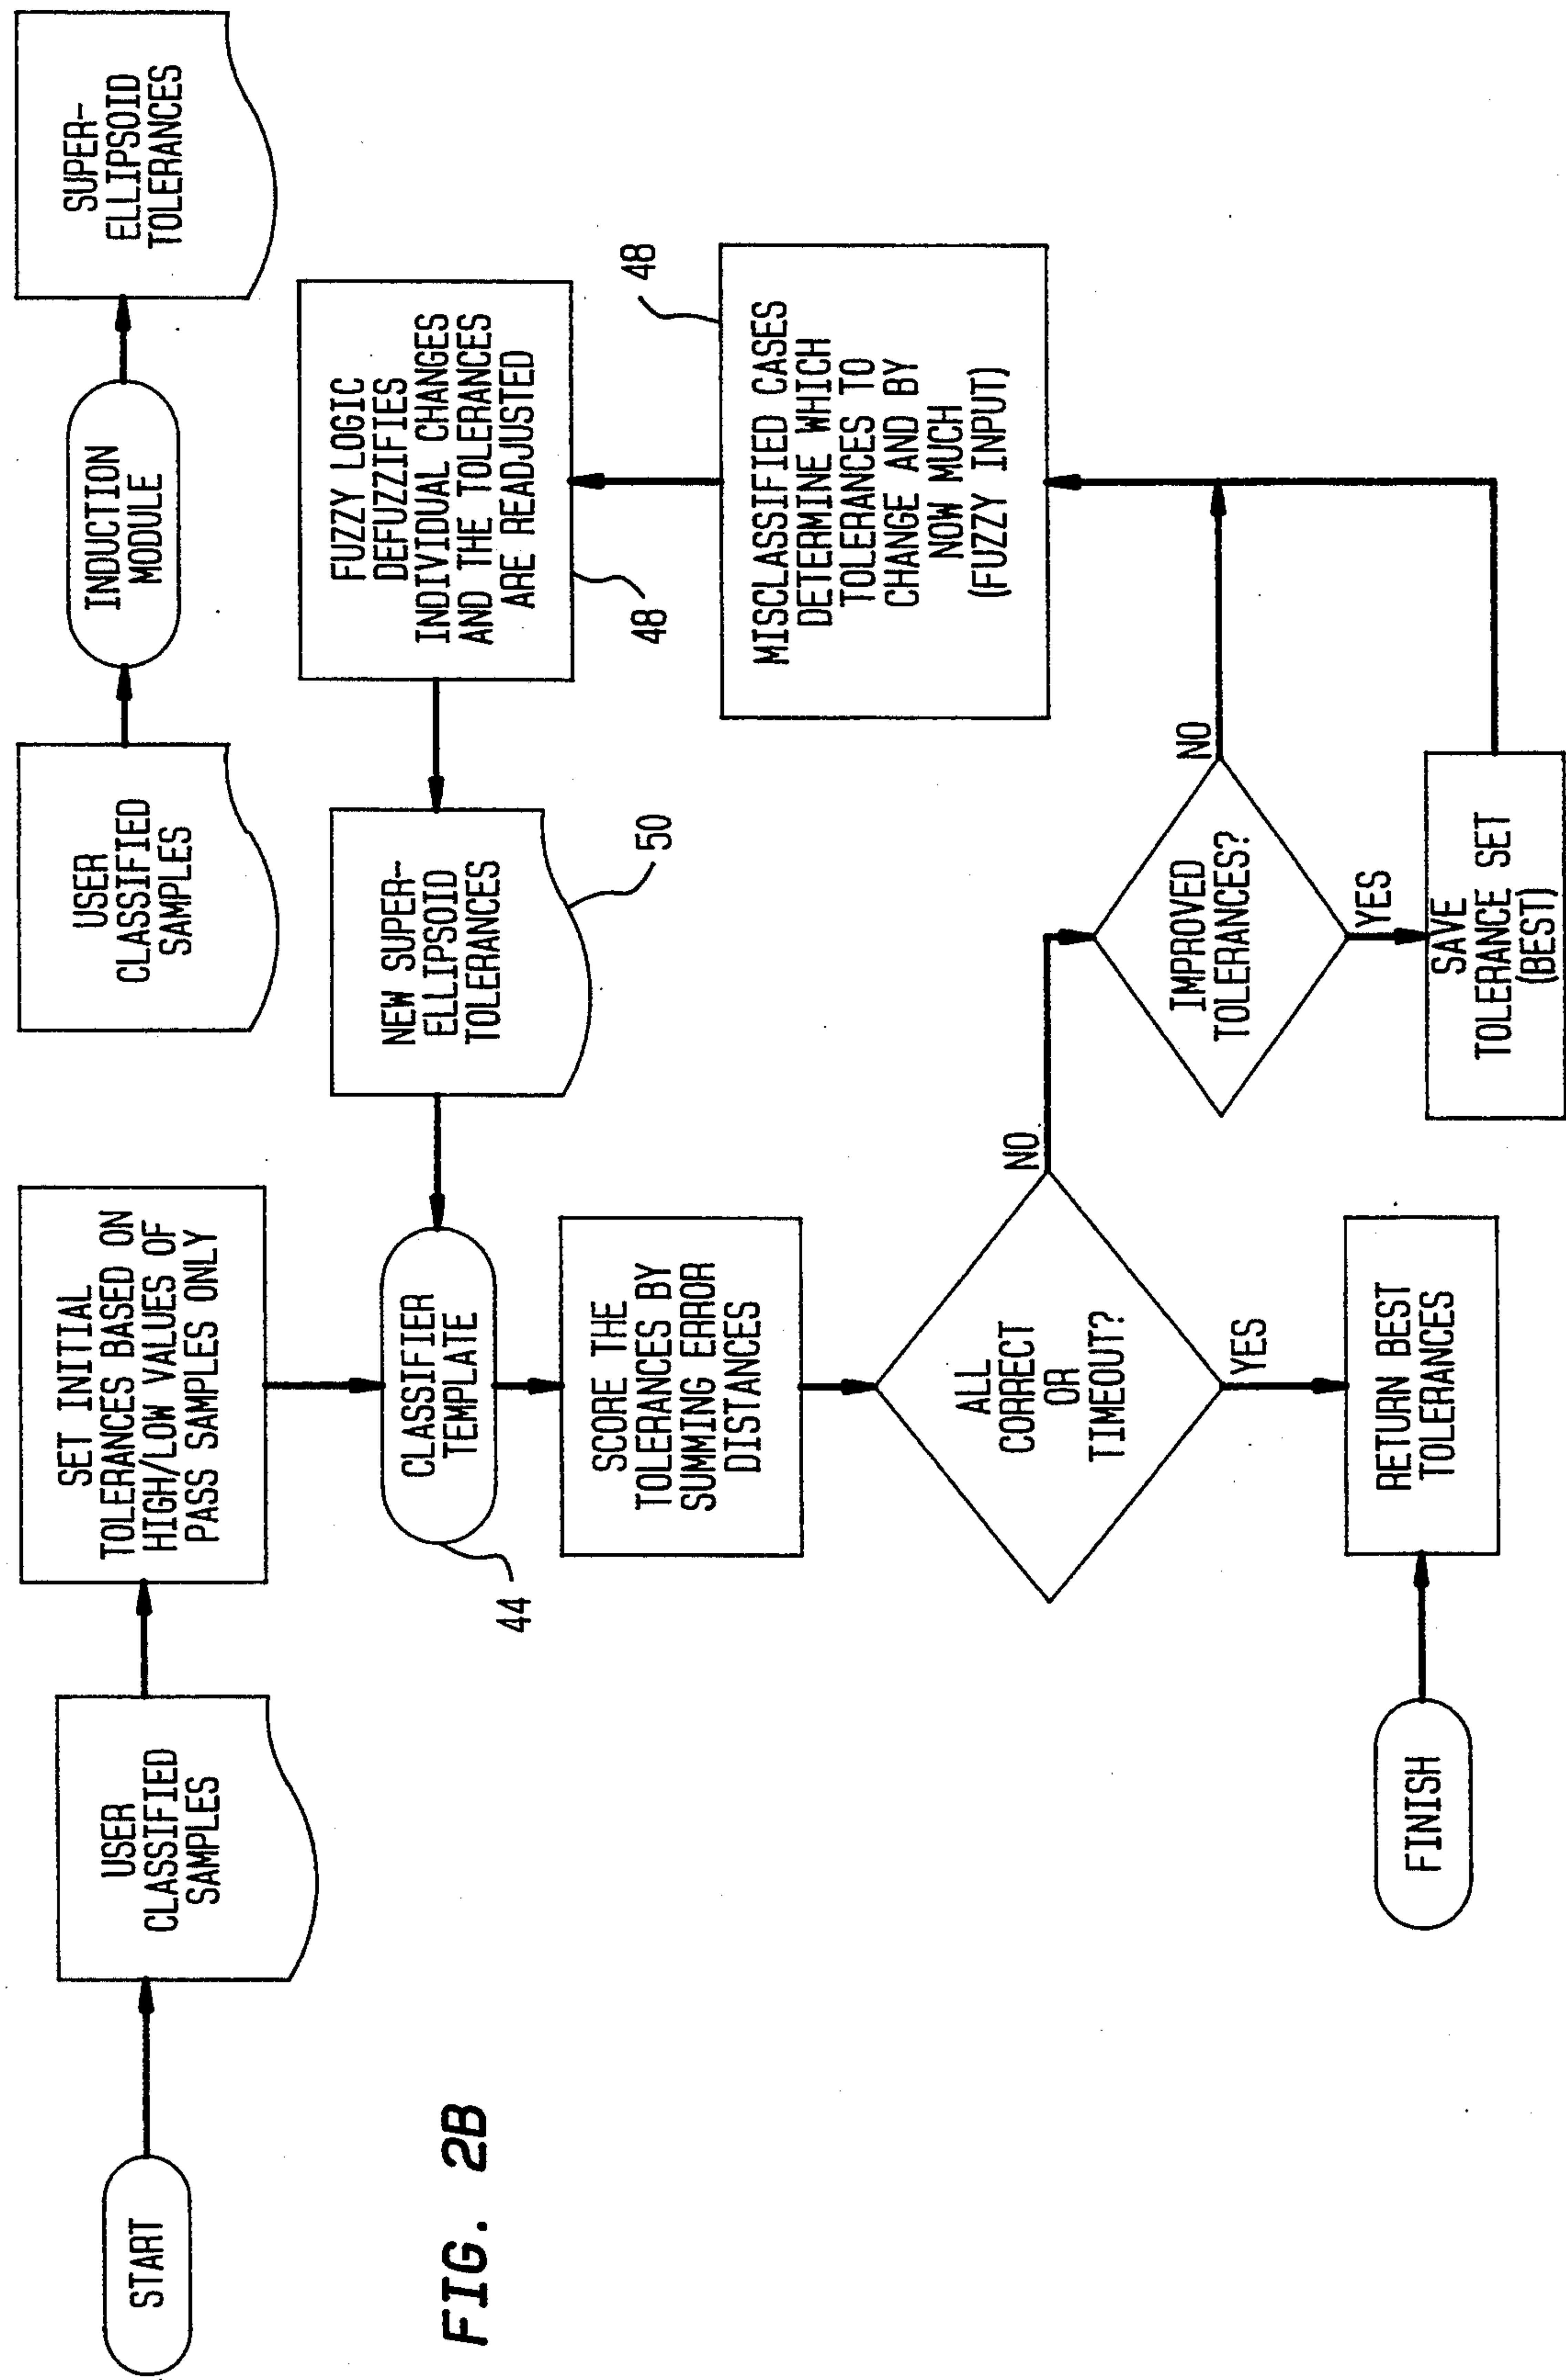 START
USER
CLASSIFIED
SAMPLES
SET INITIAL
TOLERANCES BASED ON
HIGH/LOW VALUES OF
PASS SAMPLES ONLY
USER
CLASSIFIED
SAMPLES
INDUCTION
MODULE
SUPER-
ELLIPSOID
TOLERANCES
CLASSIFIER
TEMPLATE
44
NEW SUPER-
ELLIPSOID
TOLERANCES
50
FUZZY LOGIC
DEFUZZIFIES
INDIVIDUAL CHANGES
AND THE TOLERANCES
ARE READJUSTED
48
SCORE THE
TOLERANCES BY
SUMMING ERROR
DISTANCES
MISCLASSIFIED CASES
DETERMINE WHICH
TOLERANCES TO
CHANGE AND BY
NOW MUCH
(FUZZY INPUT)
48
ALL
CORRECT
OR
TIMEOUT?
NO
YES
IMPROVED
TOLERANCES?
NO
YES
FINISH
RETURN BEST
TOLERANCES
SAVE
TOLERANCE SET
(BEST)
FIG. 2B